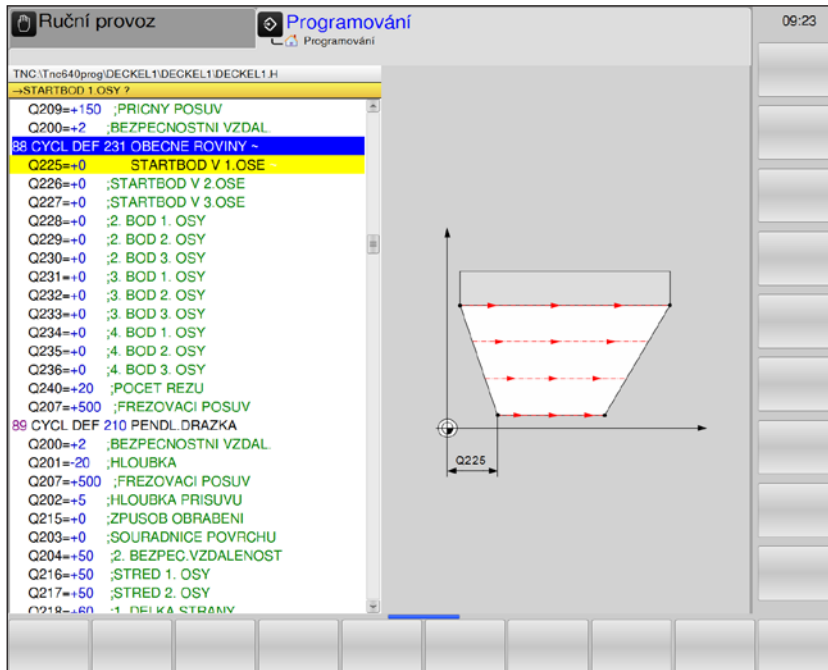 Ruční provoz
Programování
Programování
09:23
TNC:\Tnc640prog\DECKEL1\DECKEL1\DECKEL1.H
→STARTBOD 1.OSY ?
Q209=+150 ;PRICNY POSUV
Q200=+2 ;BEZPECNOSTNI VZDAL.
88 CYCL DEF 231 OBECNE ROVINY ~
Q225=+0 STARTBOD V 1.OSE ~
Q226=+0 ;STARTBOD V 2.OSE
Q227=+0 ;STARTBOD V 3.OSE
Q228=+0 ;2. BOD 1. OSY
Q229=+0 ;2. BOD 2. OSY
Q230=+0 ;2. BOD 3. OSY
Q231=+0 ;3. BOD 1. OSY
Q232=+0 ;3. BOD 2. OSY
Q233=+0 ;3. BOD 3. OSY
Q234=+0 ;4. BOD 1. OSY
Q235=+0 ;4. BOD 2. OSY
Q236=+0 ;4. BOD 3. OSY
Q240=+20 ;POCET REZU
Q207=+500 ;FREZOVACI POSUV
89 CYCL DEF 210 PENDL.DRAZKA
Q200=+2 ;BEZPECNOSTNI VZDAL.
Q201=-20 ;HLOUBKA
Q207=+500 ;FREZOVACI POSUV
Q202=+5 ;HLOUBKA PRISUVU
Q215=+0 ;ZPUSOB OBRABENI
Q203=+0 ;SOURADNICE POVRCHU
Q204=+50 ;2. BEZPEC.VZDALENOST
Q216=+50 ;STRED 1. OSY
Q217=+50 ;STRED 2. OSY
Q218=+60 ;1. DELKA STRANY
Q225